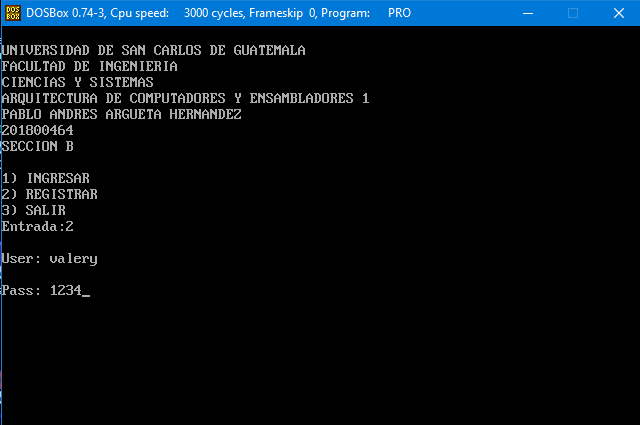 DOS
BOX
DOSBox 0.74-3, Cpu speed: 3000 cycles, Frameskip 0, Program: PRO
UNIVERSIDAD DE SAN CARLOS DE GUATEMALA
FACULTAD DE INGENIERIA
CIENCIAS Y SISTEMAS
ARQUITECTURA DE COMPUTADORES Y ENSAMBLADORES 1
PABLO ANDRES ARGUETA HERNANDEZ
201800464
SECCION B
1) INGRESAR
2) REGISTRAR
3) SALIR
Entrada:2
User: valery
Pass: 1234_